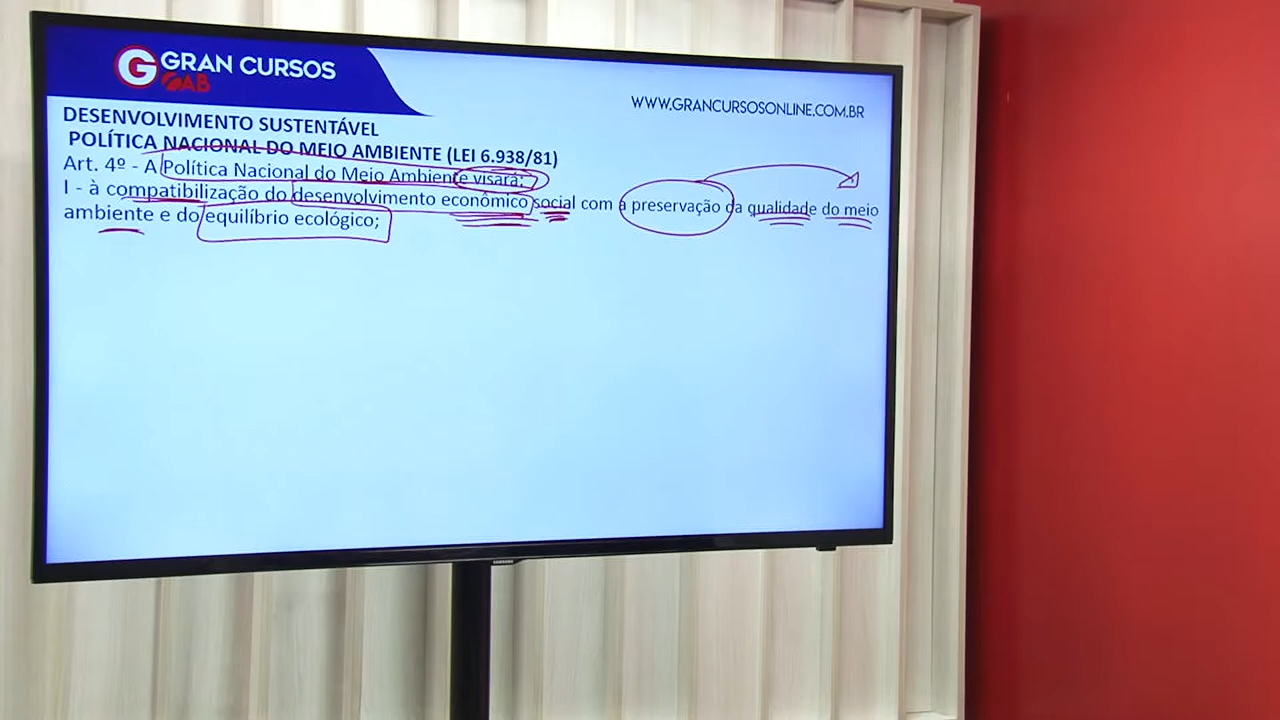 GRAN CURSOS
OAB
WWW.GRANCURSOSONLINE.COM.BR
DESENVOLVIMENTO SUSTENTÁVEL
POLÍTICA NACIONAL DO MEIO AMBIENTE (LEI 6.938/81)
Art. 4º - A Política Nacional do Meio Ambiente visará:
I - à compatibilização do desenvolvimento econômico social com a preservação da qualidade do meio
ambiente e do equilíbrio ecológico;
SAMSUNG